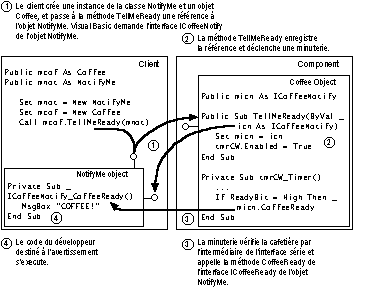 ① Le client crée une instance de la classe NotifyMe et un objet
Coffee, et passe à la méthode TellMeReady une référence à
l'objet NotifyMe. Visual Basic demande l'interface ICoffeeNotify
de l'objet NotifyMe.
② La méthode TellMeReady enregistre
la référence et déclenche une minuterie.
Client
Public mcof As Coffee
Public mnoc As NotifyMe
Set mnoc = New NotifyMe
Set mcof = New Coffee
Call mcof.TellMeReady(mnoc)
①
NotifyMe object
Private Sub _
ICoffeeNotify_CoffeeReady()
MsgBox "COFFEE!"
End Sub
④
Component
Coffee Object
Public micn As ICoffeeNotify
Public Sub TellMeReady(ByVal _
icn As ICoffeeNotify)
Set micn = icn
tmrCW.Enabled = True
End Sub
②
Private Sub tmrCW_Timer()
...
If ReadyBit = High Then _
micn.CoffeeReady
End Sub
③
④ Le code du développeur
destiné à l'avertissement
s'exécute.
③ La minuterie vérifie la cafetière par
l'intermédiaire de l'interface série et
appelle la méthode CoffeeReady de
l'interface ICoffeeReady de l'objet
NotifyMe.